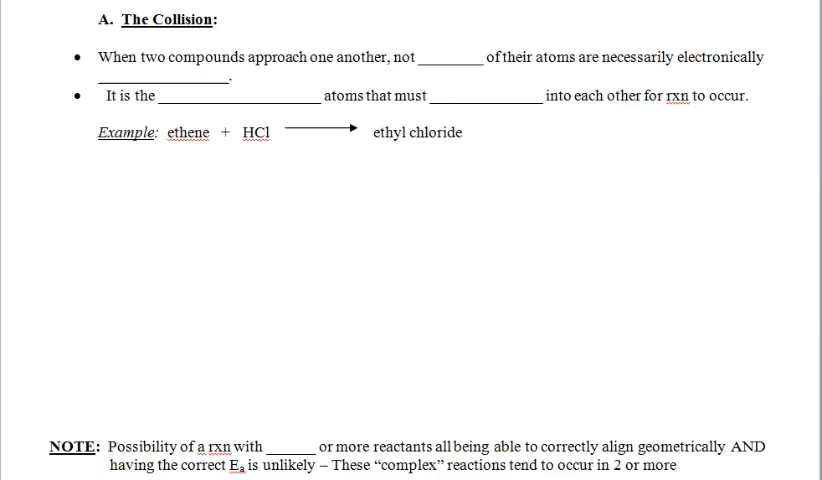 A. The Collision:
• When two compounds approach one another, not ________ of their atoms are necessarily electronically
________________.
• It is the ____________________ atoms that must ______________ into each other for rxn to occur.
Example: ethene + HCl ⟶ ethyl chloride
NOTE: Possibility of a rxn with ______ or more reactants all being able to correctly align geometrically AND
having the correct Ea is unlikely – These “complex” reactions tend to occur in 2 or more